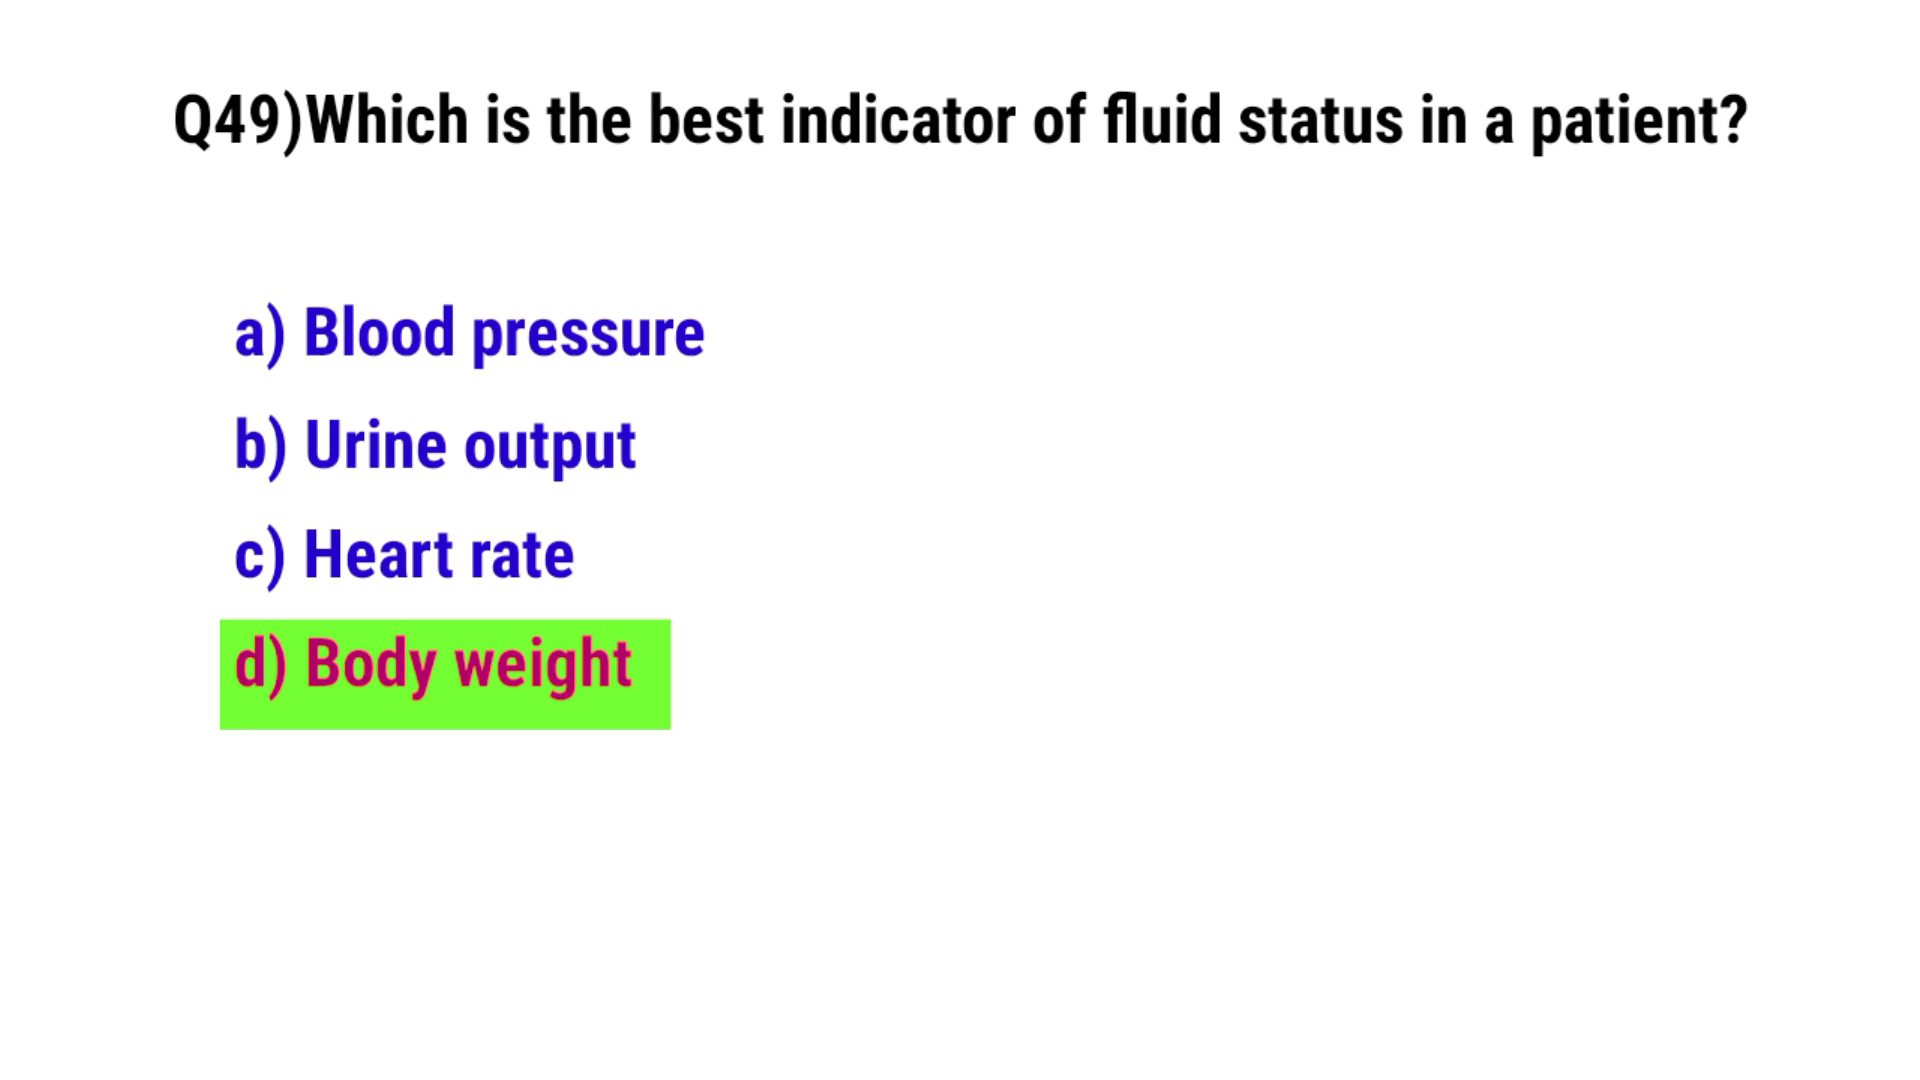 Q49)Which is the best indicator of fluid status in a patient?
a) Blood pressure
b) Urine output
c) Heart rate
d) Body weight